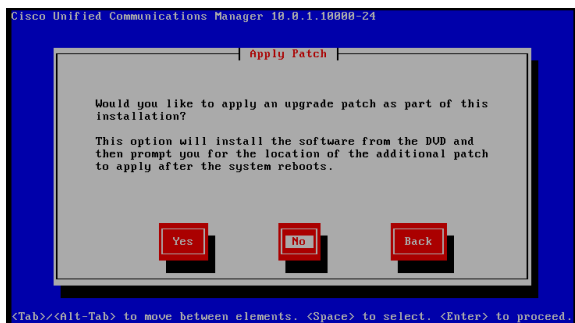 Cisco Unified Communications Manager 10.0.1.10000-24
Apply Patch
Would you like to apply an upgrade patch as part of this
installation?
This option will install the software from the DVD and
then prompt you for the location of the additional patch
to apply after the system reboots.
Yes No Back
<Tab>/<Alt-Tab> to move between elements. <Space> to select. <Enter> to proceed.